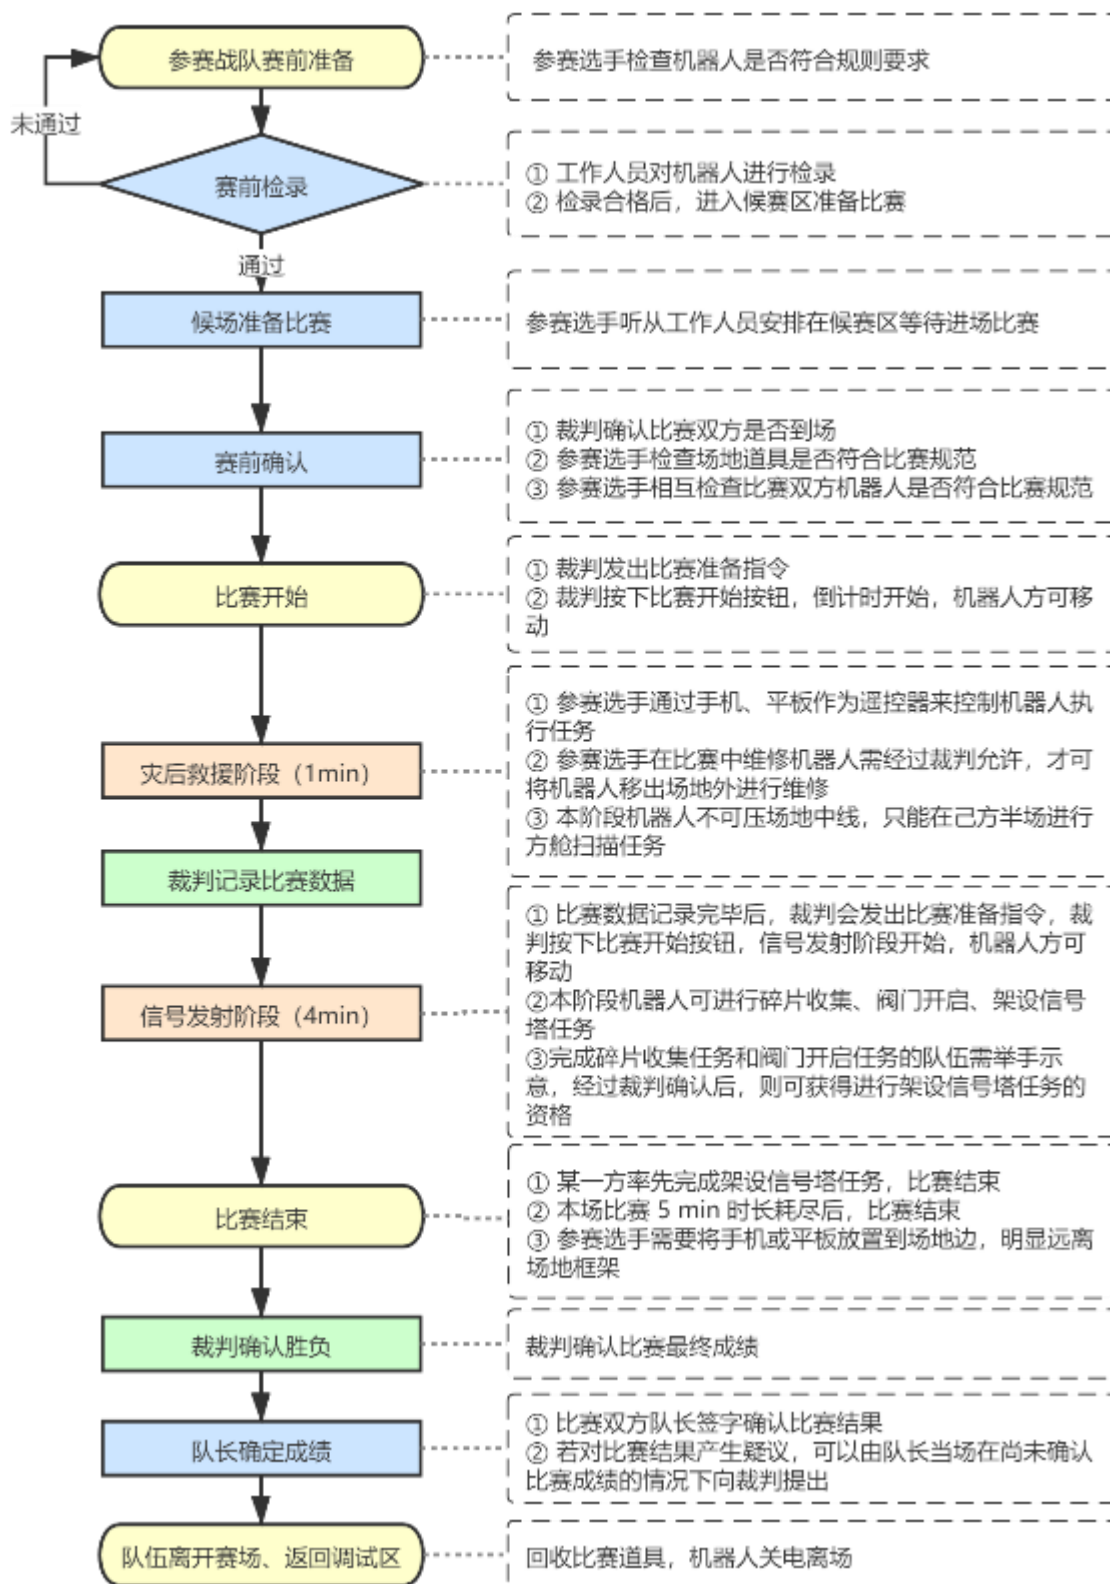 参赛战队赛前准备
参赛选手检查机器人是否符合规则要求
未通过
赛前检录
① 工作人员对机器人进行检录
② 检录合格后，进入候赛区准备比赛
通过
候场准备比赛
参赛选手听从工作人员安排在候赛区等待进场比赛
赛前确认
① 裁判确认比赛双方是否到场
② 参赛选手检查场地道具是否符合比赛规范
③ 参赛选手相互检查比赛双方机器人是否符合比赛规范
比赛开始
① 裁判发出比赛准备指令
② 裁判按下比赛开始按钮，倒计时开始，机器人方可移
动
灾后救援阶段（1min）
① 参赛选手通过手机、平板作为遥控器来控制机器人执
行任务
② 参赛选手在比赛中维修机器人需经过裁判允许，才可
将机器人移出场地外进行维修
③ 本阶段机器人不可压场地中线，只能在己方半场进行
方舱扫描任务
裁判记录比赛数据
信号发射阶段（4min）
① 比赛数据记录完毕后，裁判会发出比赛准备指令，裁
判按下比赛开始按钮，信号发射阶段开始，机器人方可
移动
②本阶段机器人可进行碎片收集、阀门开启、架设信号
塔任务
③完成碎片收集任务和阀门开启任务的队伍需举手示
意，经过裁判确认后，则可获得进行架设信号塔任务的
资格
比赛结束
① 某一方率先完成架设信号塔任务，比赛结束
② 本场比赛 5 min 时长耗尽后，比赛结束
③ 参赛选手需要将手机或平板放置到场地边，明显远离
场地框架
裁判确认胜负
裁判确认比赛最终成绩
队长确定成绩
① 比赛双方队长签字确认比赛结果
② 若对比赛结果产生疑议，可以由队长当场在尚未确认
比赛成绩的情况下向裁判提出
队伍离开赛场、返回调试区
回收比赛道具，机器人关电离场